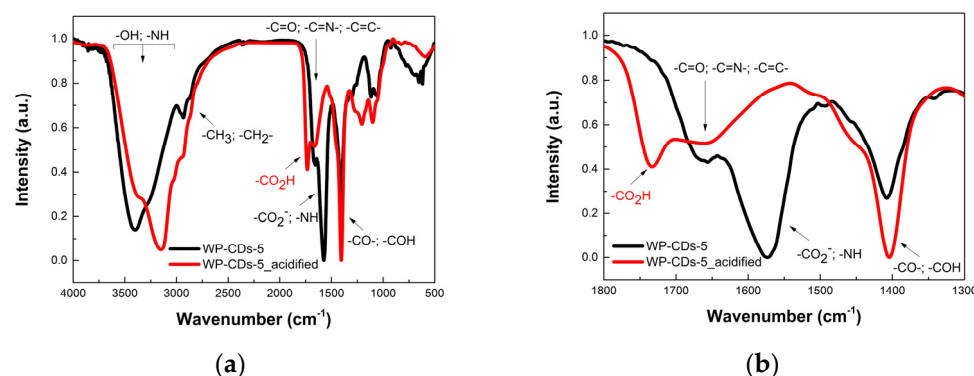 -OH; -NH
-C=O; -C=N-; -C=C-
-CH₃; -CH₂-
-CO₂H
-CO₂⁻; -NH
-CO-; -COH
WP-CDs-5
WP-CDs-5_acidified
Intensity (a.u.)
1.0
0.8
0.6
0.4
0.2
0.0
4000 3500 3000 2500 2000 1500 1000 500
Wavenumber (cm⁻¹)
(a)
-C=O; -C=N-; -C=C-
-CO₂H
-CO₂⁻; -NH
-CO-; -COH
WP-CDs-5
WP-CDs-5_acidified
Intensity (a.u.)
1.0
0.8
0.6
0.4
0.2
0.0
1800 1700 1600 1500 1400 1300
Wavenumber (cm⁻¹)
(b)